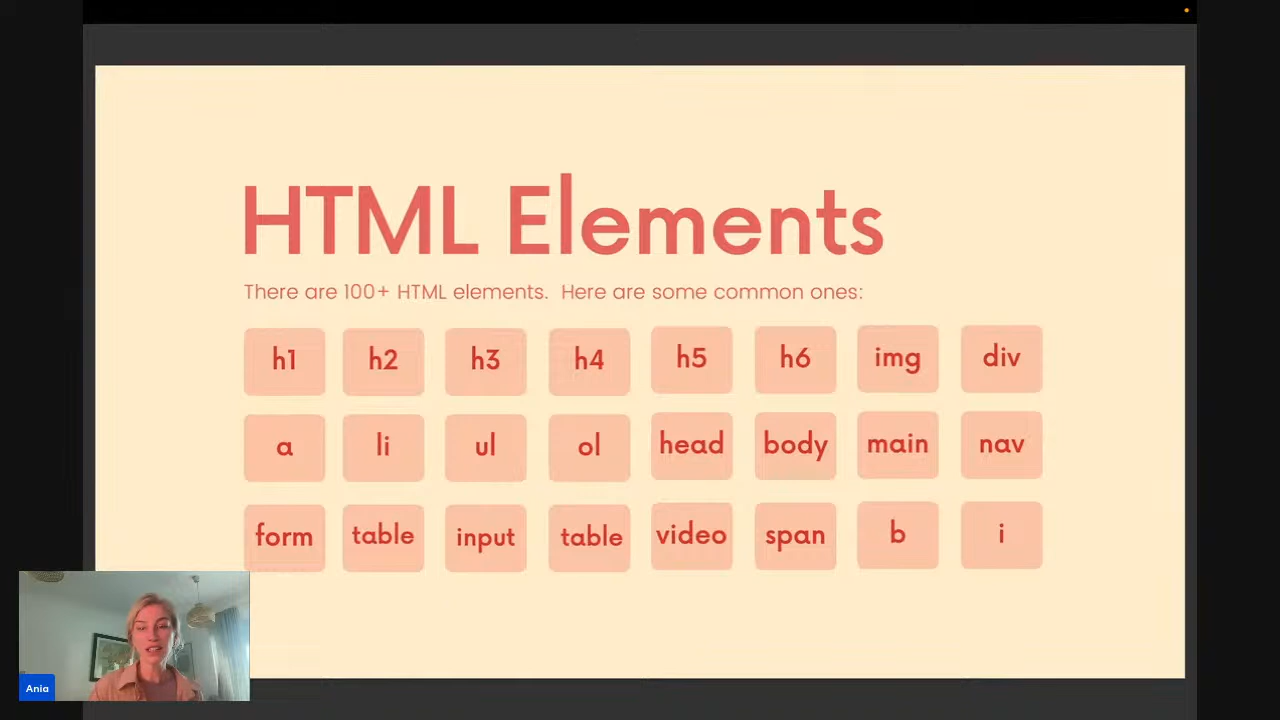 HTML Elements
There are 100+ HTML elements. Here are some common ones:
h1 h2 h3 h4 h5 h6 img div
a li ul ol head body main nav
form table input table video span b i
Ania